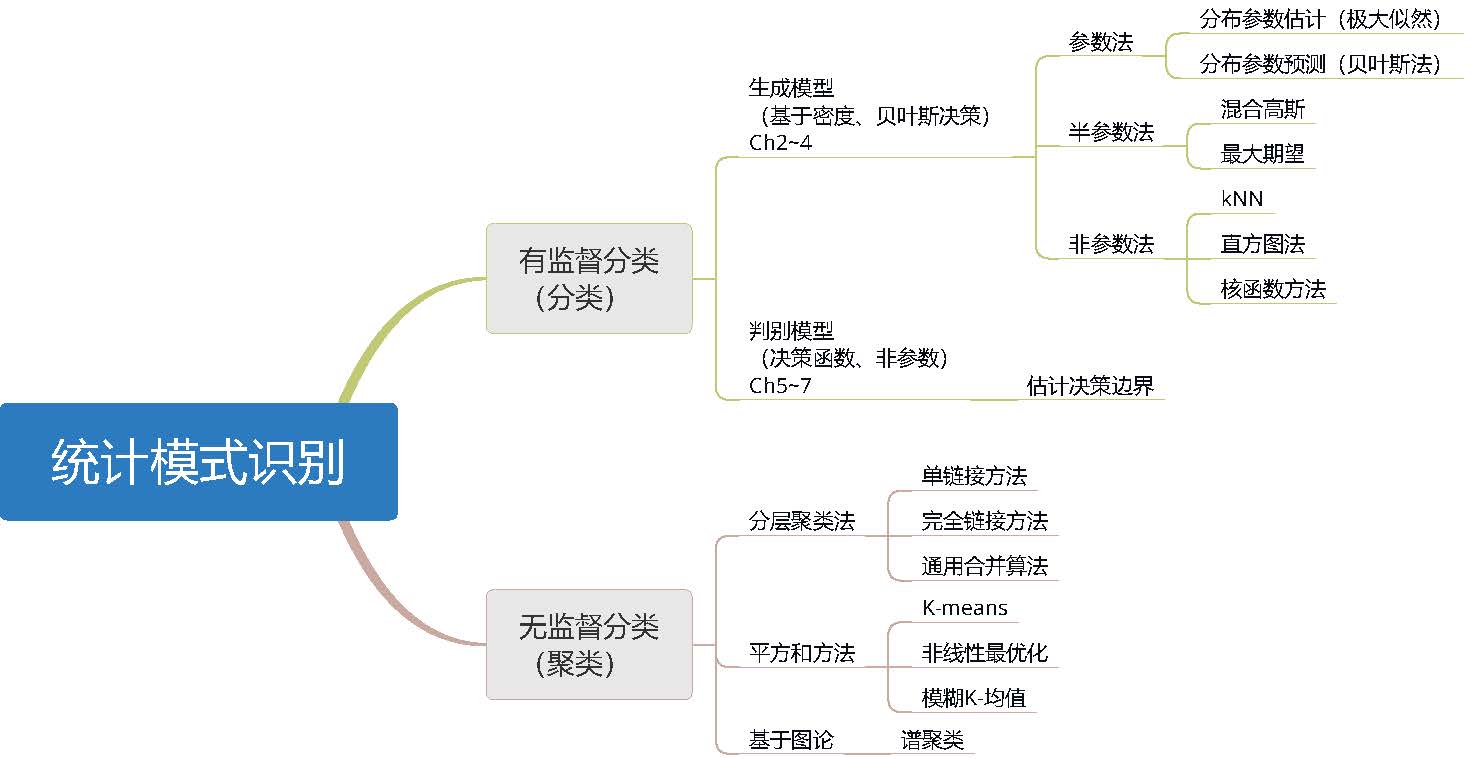 统计模式识别
有监督分类
（分类）
生成模型
（基于密度、贝叶斯决策）
Ch2~4
参数法
分布参数估计（极大似然）
分布参数预测（贝叶斯法）
半参数法
混合高斯
最大期望
非参数法
kNN
直方图法
核函数方法
判别模型
（决策函数、非参数）
Ch5~7
估计决策边界
无监督分类
（聚类）
分层聚类法
单链接方法
完全链接方法
通用合并算法
平方和方法
K-means
非线性最优化
模糊K-均值
基于图论
谱聚类